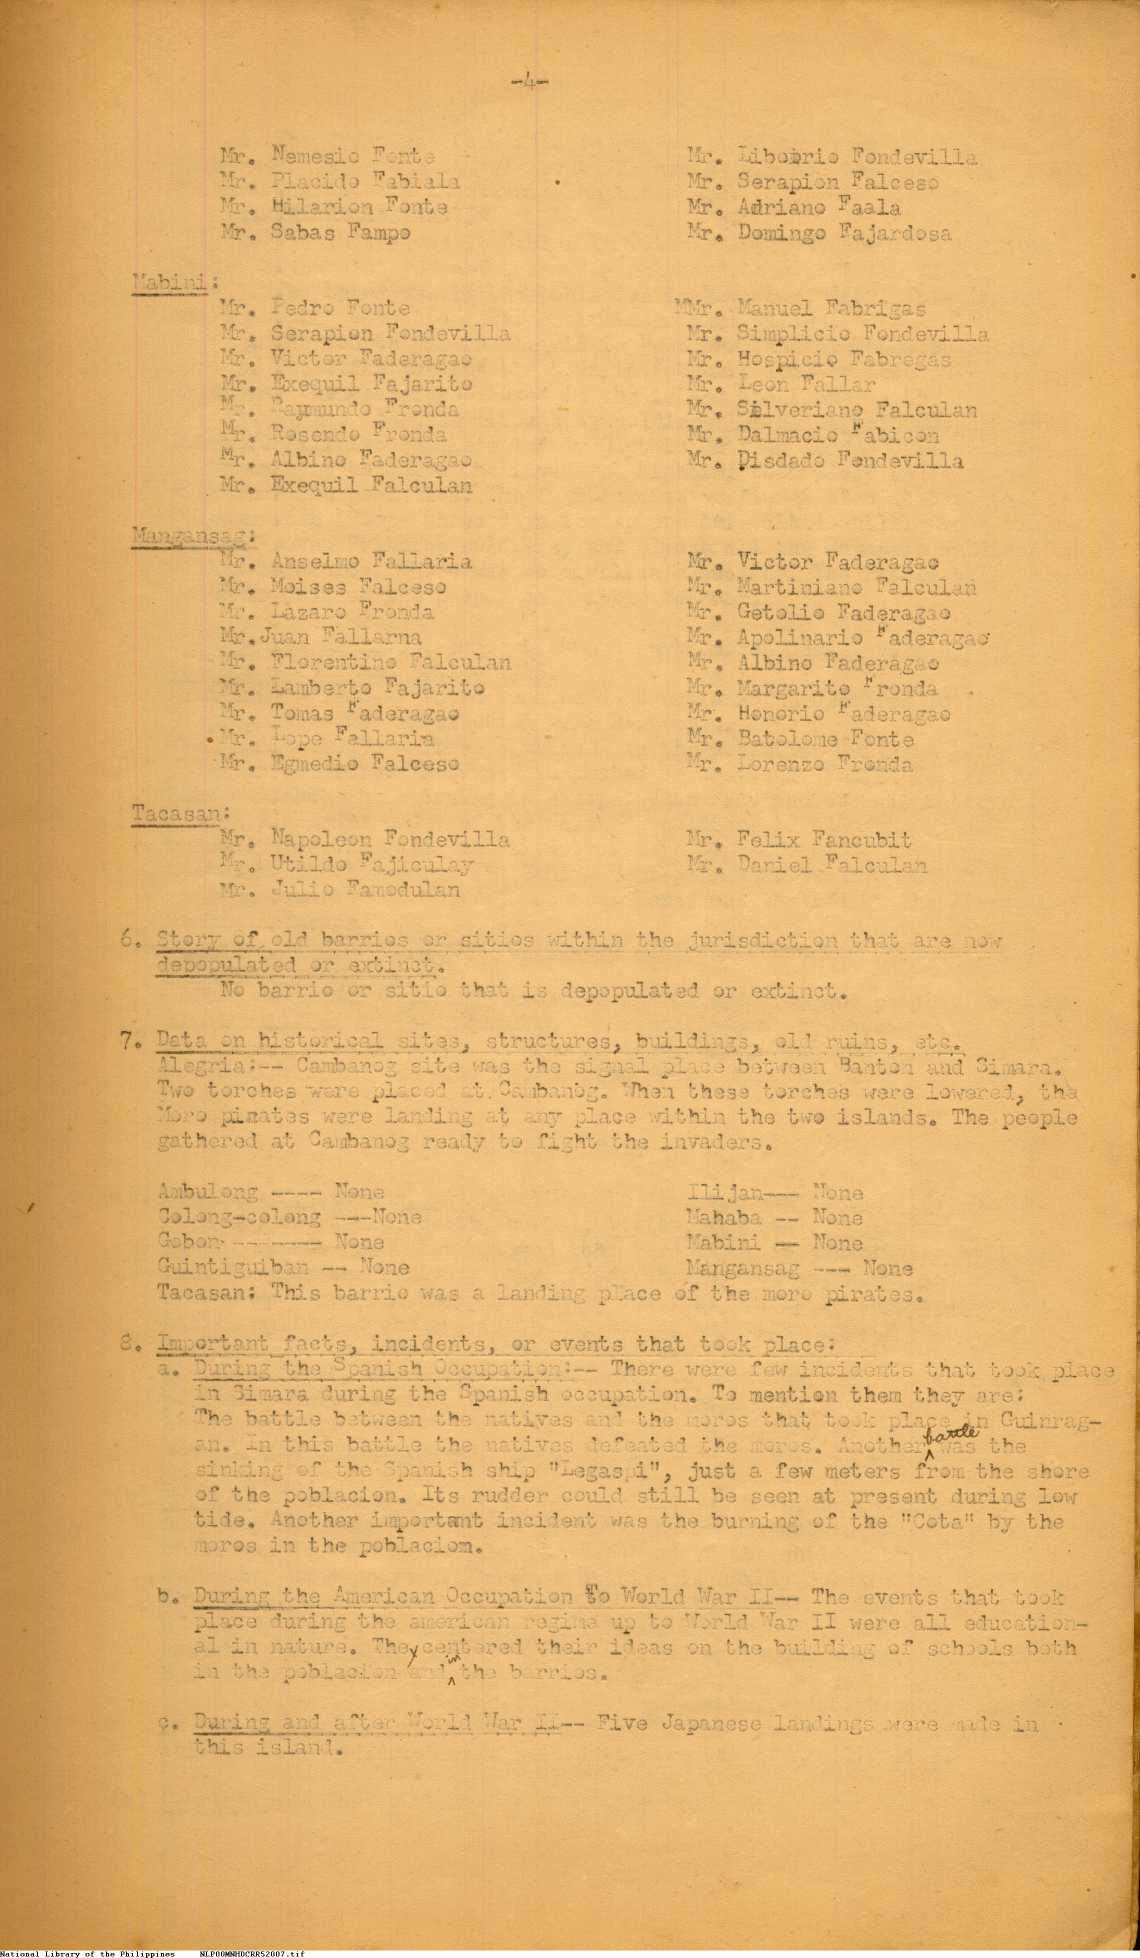 -4-
Mr. Nemesio Fonte Mr. Liborio Fondevilla
Mr. Placido Fabiala Mr. Serapion Falceso
Mr. Hilarion Fonte Mr. Adriano Faala
Mr. Sabas Fampo Mr. Domingo Fajardosa
Mabini:
Mr. Pedro Fonte MMr. Manuel Fabrigas
Mr. Serapion Fondevilla Mr. Simplicio Fondevilla
Mr. Victor Faderagao Mr. Hospicio Fabregas
Mr. Exequil Fajarito Mr. Leon Fallar
Mr. Raymundo Fronda Mr. Silveriano Falculan
Mr. Rosendo Fronda Mr. Dalmacio Fabicon
Mr. Albino Faderagao Mr. Disdado Fondevilla
Mr. Exequil Falculan
Mangansag:
Mr. Anselmo Fallaria Mr. Victor Faderagao
Mr. Moises Falceso Mr. Martiniano Falculan
Mr. Lazaro Fronda Mr. Getolio Faderagao
Mr.Juan Fallarna Mr. Apolinario Faderagao
Mr. Florentino Falculan Mr. Albino Faderagao
Mr. Lamberto Fajarito Mr. Margarito Fronda
Mr. Tomas Faderagao Mr. Honorio Faderagao
Mr. Lope Fallaria Mr. Batolome Fonte
Mr. Egmedio Falceso Mr. Lorenzo Fronda
Tacasan:
Mr. Napoleon Fondevilla Mr. Felix Fancubit
Mr. Utildo Fajiculay Mr. Daniel Falculan
Mr. Julio Famodulan
6. Story of old barrios or sitios within the jurisdiction that are now
depopulated or extinct.
No barrio or sitio that is depopulated or extinct.
7. Data on historical sites, structures, buildings, old ruins, etc.
Alegria:-- Cambanog site was the signal place between Banton and Simara.
Two torches were placed at Cambanog. When these torches were lowered, the
Moro pirates were landing at any place within the two islands. The people
gathered at Cambanog ready to fight the invaders.
Ambulong ---- None Ilijan--- None
Colong-colong ---None Mahaba -- None
Gobon ------- None Mabini -- None
Guintiguiban -- None Mangansag --- None
Tacasan: This barrio was a landing place of the moro pirates.
8. Important facts, incidents, or events that took place:
a. During the Spanish Occupation:-- There were few incidents that took place
in Simara during the Spanish occupation. To mention them they are:
The battle between the natives and the moros that took place in Guinrag-
an. In this battle the natives defeated the moros. Another battle was the
sinking of the Spanish ship "Legaspi", just a few meters from the shore
of the poblacion. Its rudder could still be seen at present during low
tide. Another important incident was the burning of the "Cota" by the
moros in the poblaciom.
b. During the American Occupation To World War II-- The events that took
place during the american regime up to World War II were all education-
al in nature. They centered their ideas on the building of schools both
in the poblacion and in the barrios.
c. During and after World War II-- Five Japanese landings were made in
this island.
National Library of the Philippines NLP00MNHDCRR52007.tif